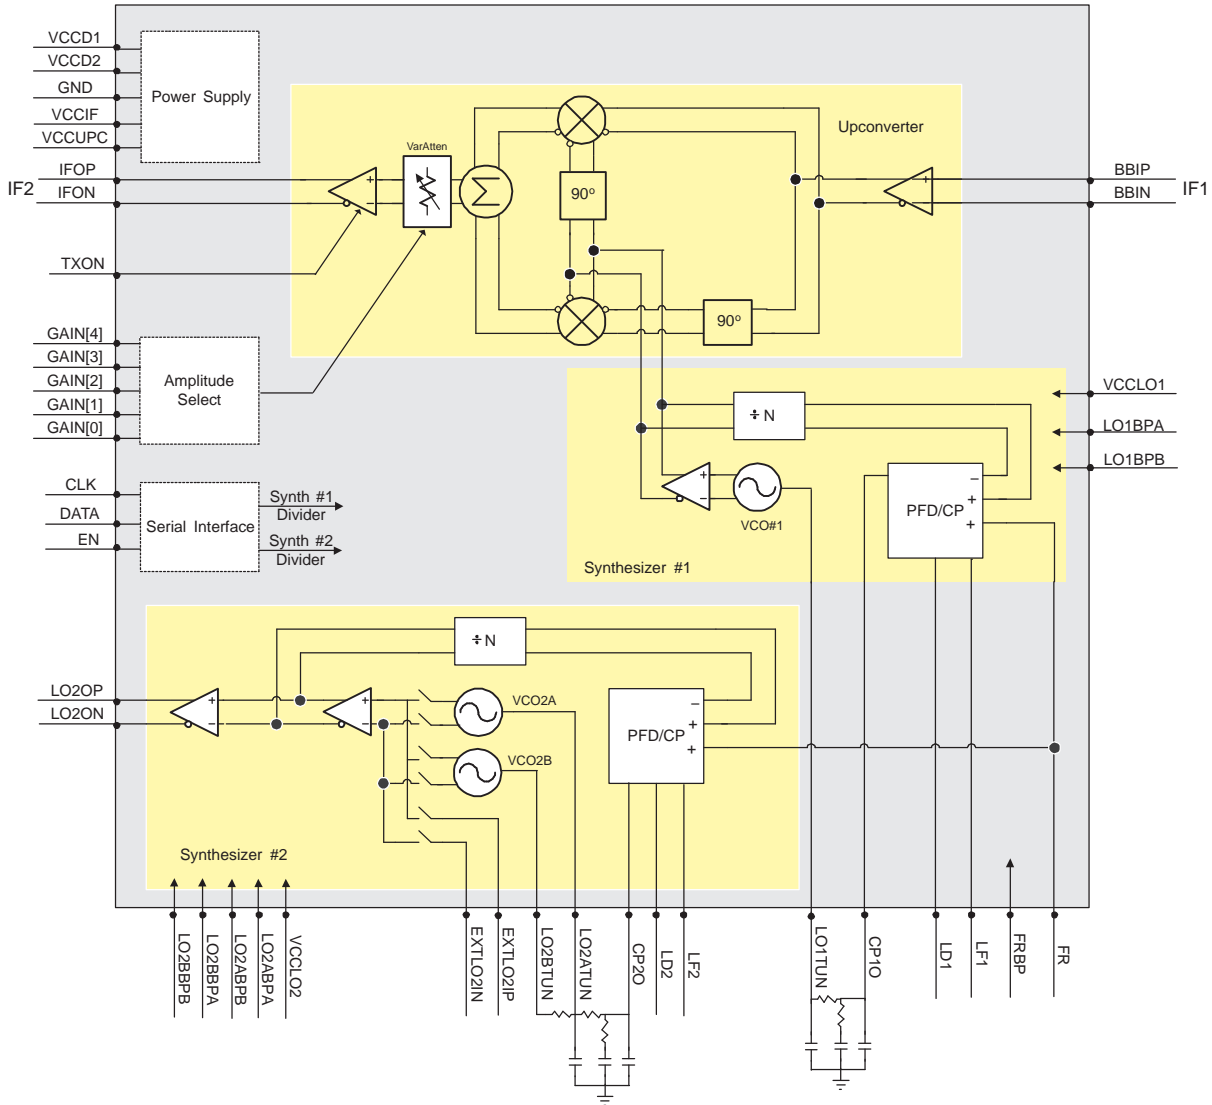 VCCD1
VCCD2
GND
VCCIF
VCCUPC
Power Supply
IFOP
IFON
IF2
TXON
GAIN[4]
GAIN[3]
GAIN[2]
GAIN[1]
GAIN[0]
Amplitude
Select
CLK
DATA
EN
Serial Interface
Synth #1
Divider
Synth #2
Divider
VarAtten
+
−
Σ
90º
90º
Upconverter
+
−
BBIP
BBIN
IF1
VCCLO1
LO1BPA
LO1BPB
÷ N
+
−
VCO#1
PFD/CP
−
+
+
Synthesizer #1
LO2OP
LO2ON
+
−
+
−
÷ N
VCO2A
VCO2B
PFD/CP
−
+
+
Synthesizer #2
LO2BBPB
LO2BBPA
LO2ABPB
LO2ABPA
VCCLO2
EXTLO2IN
EXTLO2IP
LO2BTUN
LO2ATUN
CP2O
LD2
LF2
LO1TUN
CP1O
LD1
LF1
FRBP
FR